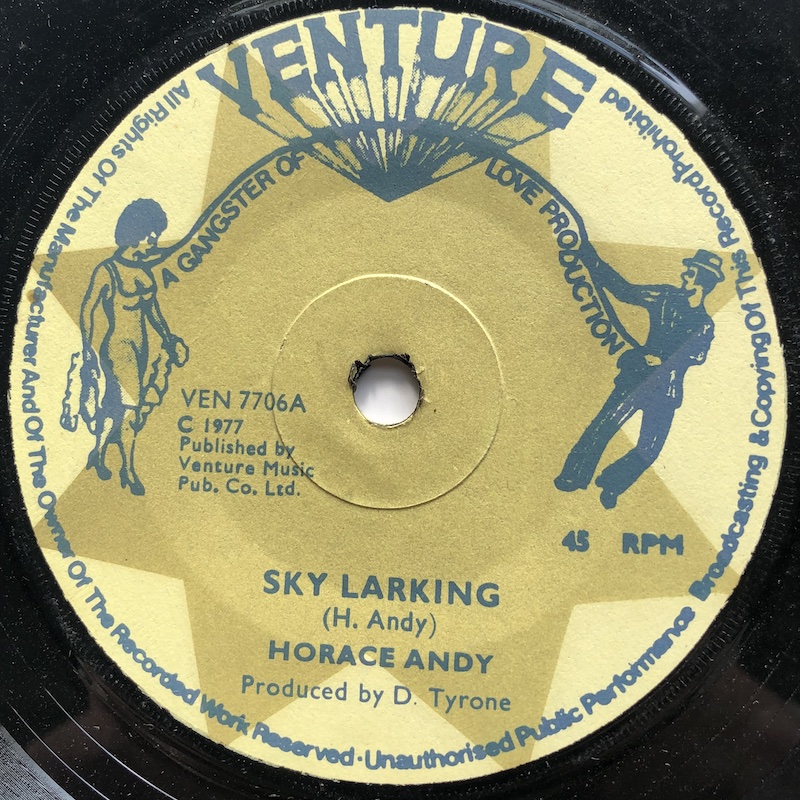 VENTURE
A GANGSTER OF LOVE PRODUCTION
VEN 7706A
C 1977
Published by
Venture Music
Pub. Co. Ltd.
45 RPM
SKY LARKING
(H. Andy)
HORACE ANDY
Produced by D. Tyrone
All Rights Of The Manufacturer And Of The Owner Of The Recorded Work Reserved · Unauthorised Public Performance Broadcasting & Copying Of This Record Prohibited